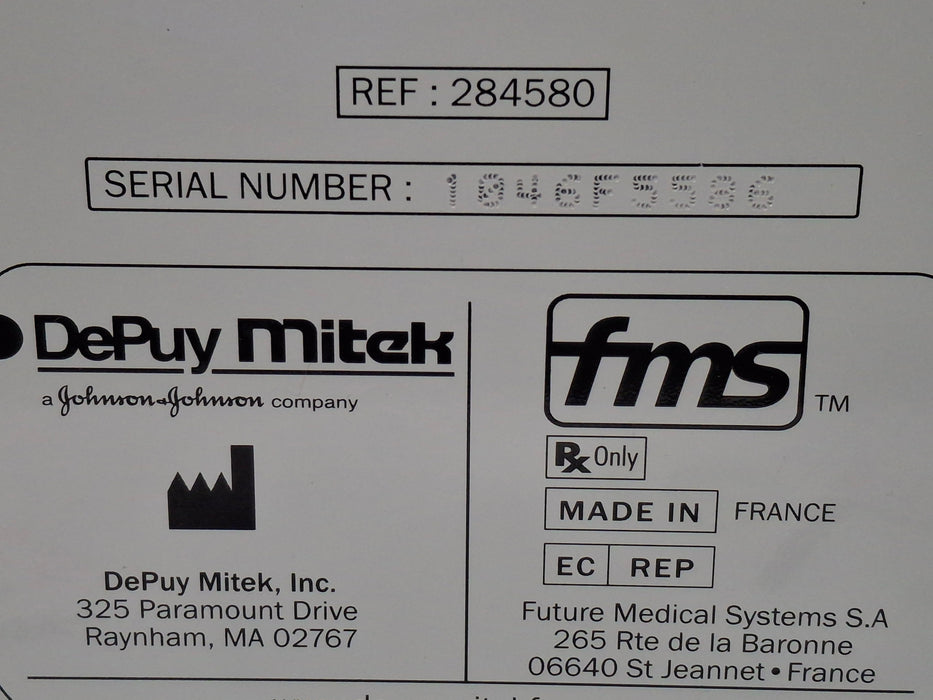 REF : 284580
SERIAL NUMBER :
DePuy Mitek
a Johnson & Johnson company
fms TM
Rx Only
MADE IN FRANCE
EC REP
DePuy Mitek, Inc.
325 Paramount Drive
Raynham, MA 02767
Future Medical Systems S.A
265 Rte de la Baronne
06640 St Jeannet • France